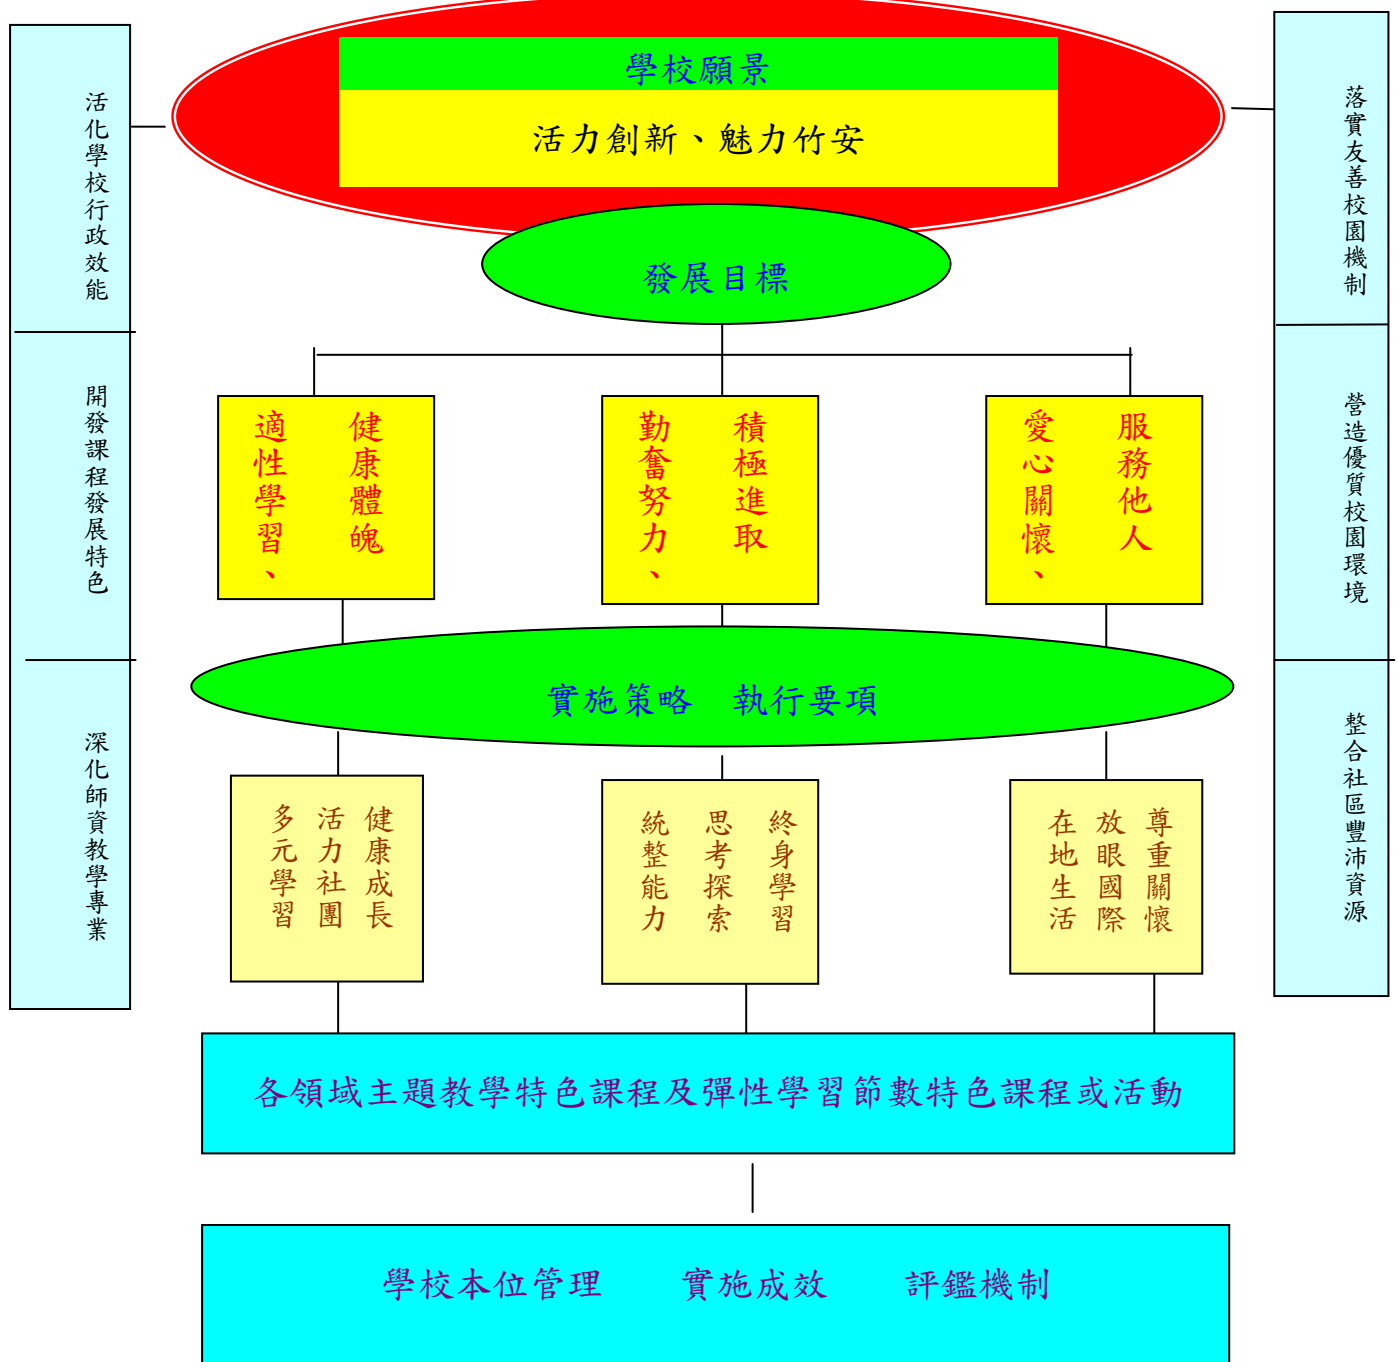 學校願景
活力創新、魅力竹安
發展目標
活化學校行政效能
開發課程發展特色
深化師資教學專業
落實友善校園機制
營造優質校園環境
整合社區豐沛資源
適性學習、
健康體魄
勤奮努力、
積極進取
愛心關懷、
服務他人
實施策略　執行要項
多元學習
活力社團
健康成長
統整能力
思考探索
終身學習
在地生活
放眼國際
尊重關懷
各領域主題教學特色課程及彈性學習節數特色課程或活動
學校本位管理　　實施成效　　評鑑機制